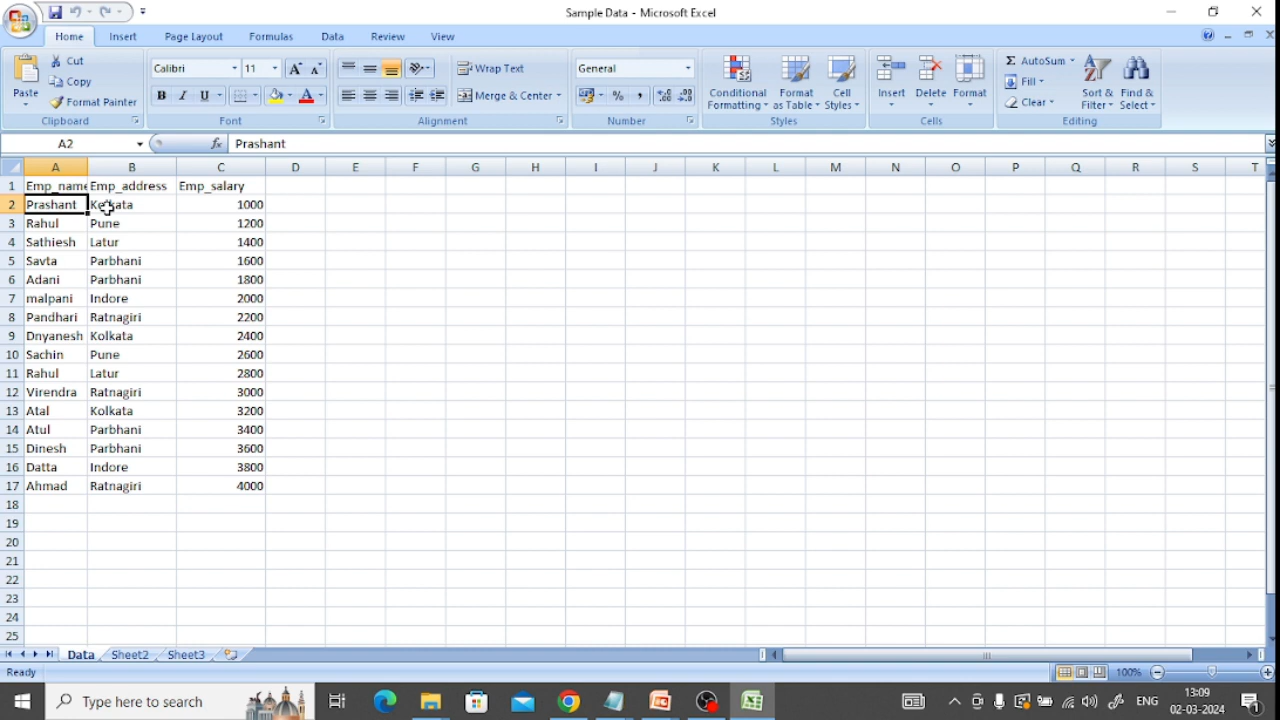 Sample Data - Microsoft Excel
Home Insert Page Layout Formulas Data Review View
Cut
Copy
Format Painter
Paste
Clipboard
Calibri 11
B I U
Font
Wrap Text
Merge & Center
Alignment
General
% ,
Number
Conditional Formatting
Format as Table
Cell Styles
Styles
Insert Delete Format
Cells
Σ AutoSum
Fill
Clear
Sort & Filter
Find & Select
Editing
A2 fx Prashant
A B C D E F G H I J K L M N O P Q R S T
1 Emp_name Emp_address Emp_salary
2 Prashant Kolkata 1000
3 Rahul Pune 1200
4 Sathiesh Latur 1400
5 Savta Parbhani 1600
6 Adani Parbhani 1800
7 malpani Indore 2000
8 Pandhari Ratnagiri 2200
9 Dnyanesh Kolkata 2400
10 Sachin Pune 2600
11 Rahul Latur 2800
12 Virendra Ratnagiri 3000
13 Atal Kolkata 3200
14 Atul Parbhani 3400
15 Dinesh Parbhani 3600
16 Datta Indore 3800
17 Ahmad Ratnagiri 4000
18
19
20
21
22
23
24
25
Data Sheet2 Sheet3
Ready 100%
Type here to search
ENG
13:09
02-03-2024
1